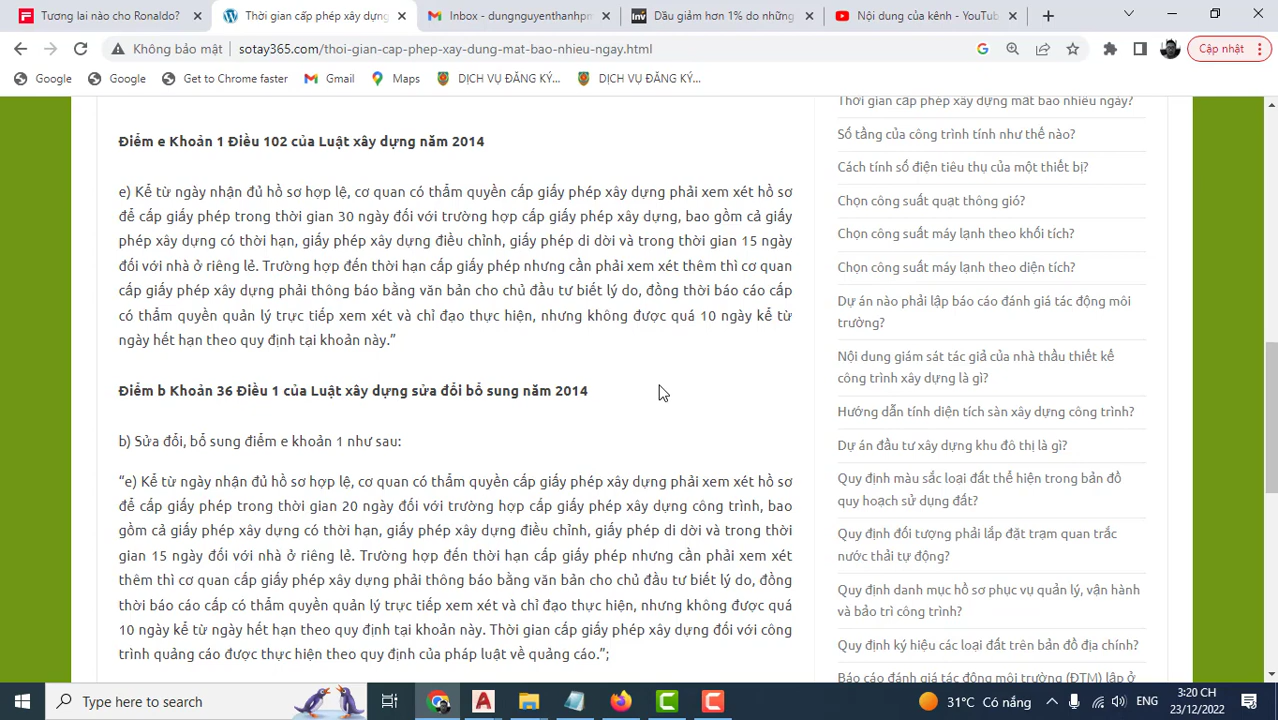 Tương lai nào cho Ronaldo?
Thời gian cấp phép xây dựng
Inbox - dungnguyenthanhpm
Dầu giảm hơn 1% do những
Nội dung của kênh - YouTube
Không bảo mật
sotay365.com/thoi-gian-cap-phep-xay-dung-mat-bao-nhieu-ngay.html
Cập nhật
Google
Google
Get to Chrome faster
Gmail
Maps
DỊCH VỤ ĐĂNG KÝ...
DỊCH VỤ ĐĂNG KÝ...
Điểm e Khoản 1 Điều 102 của Luật xây dựng năm 2014
e) Kể từ ngày nhận đủ hồ sơ hợp lệ, cơ quan có thẩm quyền cấp giấy phép xây dựng phải xem xét hồ sơ
để cấp giấy phép trong thời gian 30 ngày đối với trường hợp cấp giấy phép xây dựng, bao gồm cả giấy
phép xây dựng có thời hạn, giấy phép xây dựng điều chỉnh, giấy phép di dời và trong thời gian 15 ngày
đối với nhà ở riêng lẻ. Trường hợp đến thời hạn cấp giấy phép nhưng cần phải xem xét thêm thì cơ quan
cấp giấy phép xây dựng phải thông báo bằng văn bản cho chủ đầu tư biết lý do, đồng thời báo cáo cấp
có thẩm quyền quản lý trực tiếp xem xét và chỉ đạo thực hiện, nhưng không được quá 10 ngày kể từ
ngày hết hạn theo quy định tại khoản này.”
Điểm b Khoản 36 Điều 1 của Luật xây dựng sửa đổi bổ sung năm 2014
b) Sửa đổi, bổ sung điểm e khoản 1 như sau:
“e) Kể từ ngày nhận đủ hồ sơ hợp lệ, cơ quan có thẩm quyền cấp giấy phép xây dựng phải xem xét hồ sơ
để cấp giấy phép trong thời gian 20 ngày đối với trường hợp cấp giấy phép xây dựng công trình, bao
gồm cả giấy phép xây dựng có thời hạn, giấy phép xây dựng điều chỉnh, giấy phép di dời và trong thời
gian 15 ngày đối với nhà ở riêng lẻ. Trường hợp đến thời hạn cấp giấy phép nhưng cần phải xem xét
thêm thì cơ quan cấp giấy phép xây dựng phải thông báo bằng văn bản cho chủ đầu tư biết lý do, đồng
thời báo cáo cấp có thẩm quyền quản lý trực tiếp xem xét và chỉ đạo thực hiện, nhưng không được quá
10 ngày kể từ ngày hết hạn theo quy định tại khoản này. Thời gian cấp giấy phép xây dựng đối với công
trình quảng cáo được thực hiện theo quy định của pháp luật về quảng cáo.”;
Thời gian cấp phép xây dựng mất bao nhiêu ngày?
Số tầng của công trình tính như thế nào?
Cách tính số điện tiêu thụ của một thiết bị?
Chọn công suất quạt thông gió?
Chọn công suất máy lạnh theo khối tích?
Chọn công suất máy lạnh theo diện tích?
Dự án nào phải lập báo cáo đánh giá tác động môi
trường?
Nội dung giám sát tác giả của nhà thầu thiết kế
công trình xây dựng là gì?
Hướng dẫn tính diện tích sàn xây dựng công trình?
Dự án đầu tư xây dựng khu đô thị là gì?
Quy định màu sắc loại đất thể hiện trong bản đồ
quy hoạch sử dụng đất?
Quy định đối tượng phải lắp đặt trạm quan trắc
nước thải tự động?
Quy định danh mục hồ sơ phục vụ quản lý, vận hành
và bảo trì công trình?
Quy định ký hiệu các loại đất trên bản đồ địa chính?
Báo cáo đánh giá tác động môi trường (ĐTM) lập ở
Type here to search
31°C Có nắng
ENG
3:20 CH
23/12/2022